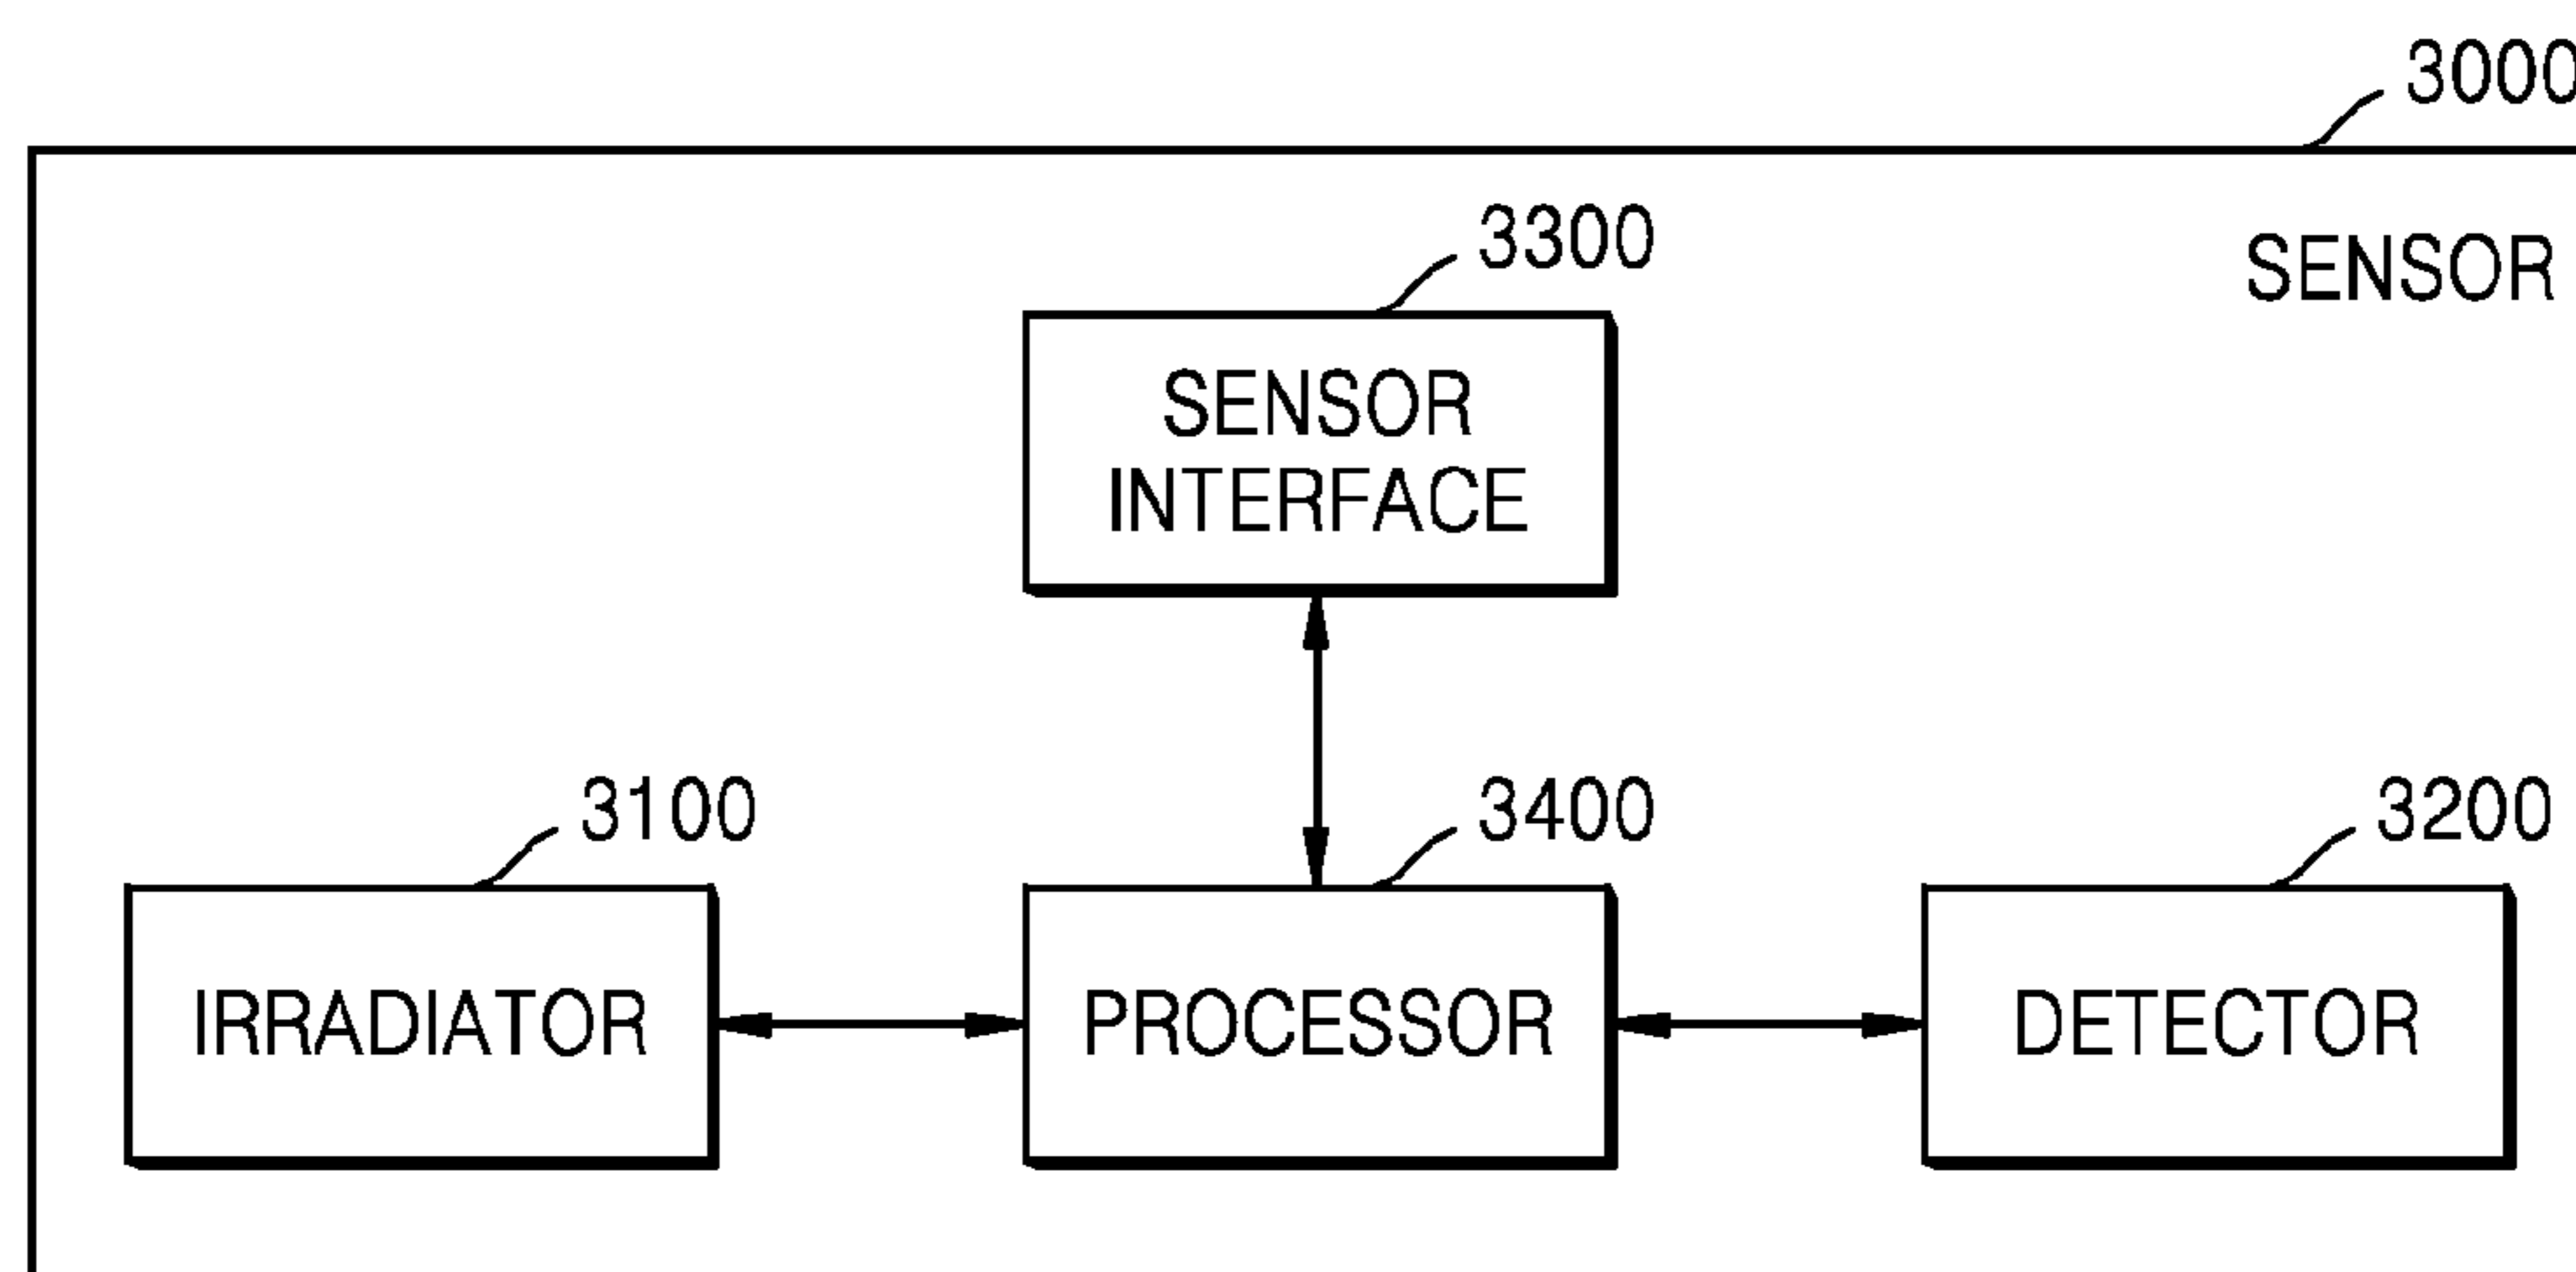 3000
3300
SENSOR
SENSOR
INTERFACE
3100
3400
3200
IRRADIATOR
PROCESSOR
DETECTOR